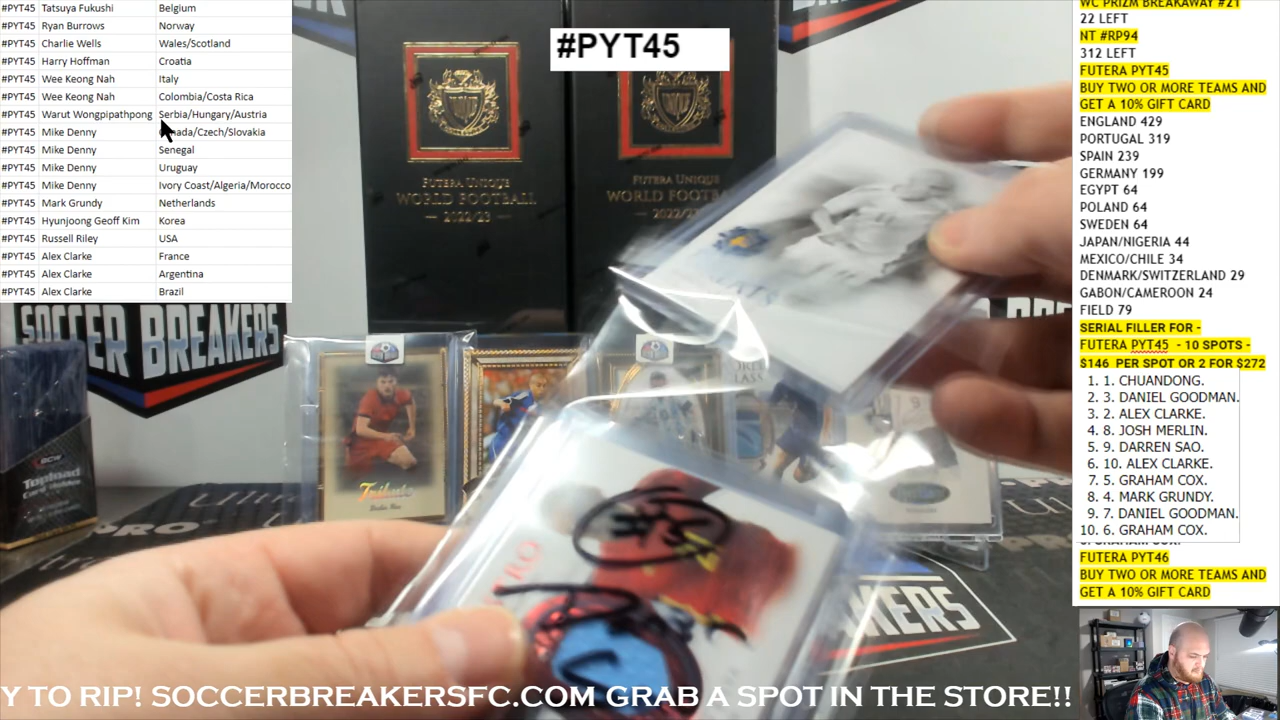 #PYT45 Tatsuya Fukushi Belgium
#PYT45 Ryan Burrows Norway
#PYT45 Charlie Wells Wales/Scotland
#PYT45 Harry Hoffman Croatia
#PYT45 Wee Keong Nah Italy
#PYT45 Wee Keong Nah Colombia/Costa Rica
#PYT45 Warut Wongpipathpong Serbia/Hungary/Austria
#PYT45 Mike Denny nada/Czech/Slovakia
#PYT45 Mike Denny Senegal
#PYT45 Mike Denny Uruguay
#PYT45 Mike Denny Ivory Coast/Algeria/Morocco
#PYT45 Mark Grundy Netherlands
#PYT45 Hyunjoong Geoff Kim Korea
#PYT45 Russell Riley USA
#PYT45 Alex Clarke France
#PYT45 Alex Clarke Argentina
#PYT45 Alex Clarke Brazil
#PYT45
FUTERA UNIQUE
WORLD FOOTBALL
2022/23
FUTERA UNIQUE
WORLD FOOTBALL
2022/23
SOCCER BREAKERS
Tribute
Topload
Card Holder
WC PRIZM BREAKAWAY #21
22 LEFT
NT #RP94
312 LEFT
FUTERA PYT45
BUY TWO OR MORE TEAMS AND
GET A 10% GIFT CARD
ENGLAND 429
PORTUGAL 319
SPAIN 239
GERMANY 199
EGYPT 64
POLAND 64
SWEDEN 64
JAPAN/NIGERIA 44
MEXICO/CHILE 34
DENMARK/SWITZERLAND 29
GABON/CAMEROON 24
FIELD 79
SERIAL FILLER FOR -
FUTERA PYT45 - 10 SPOTS -
$146 PER SPOT OR 2 FOR $272
1. 1. CHUANDONG.
2. 3. DANIEL GOODMAN.
3. 2. ALEX CLARKE.
4. 8. JOSH MERLIN.
5. 9. DARREN SAO.
6. 10. ALEX CLARKE.
7. 5. GRAHAM COX.
8. 4. MARK GRUNDY.
9. 7. DANIEL GOODMAN.
10. 6. GRAHAM COX.
FUTERA PYT46
BUY TWO OR MORE TEAMS AND
GET A 10% GIFT CARD
Y TO RIP! SOCCERBREAKERSFC.COM GRAB A SPOT IN THE STORE!!